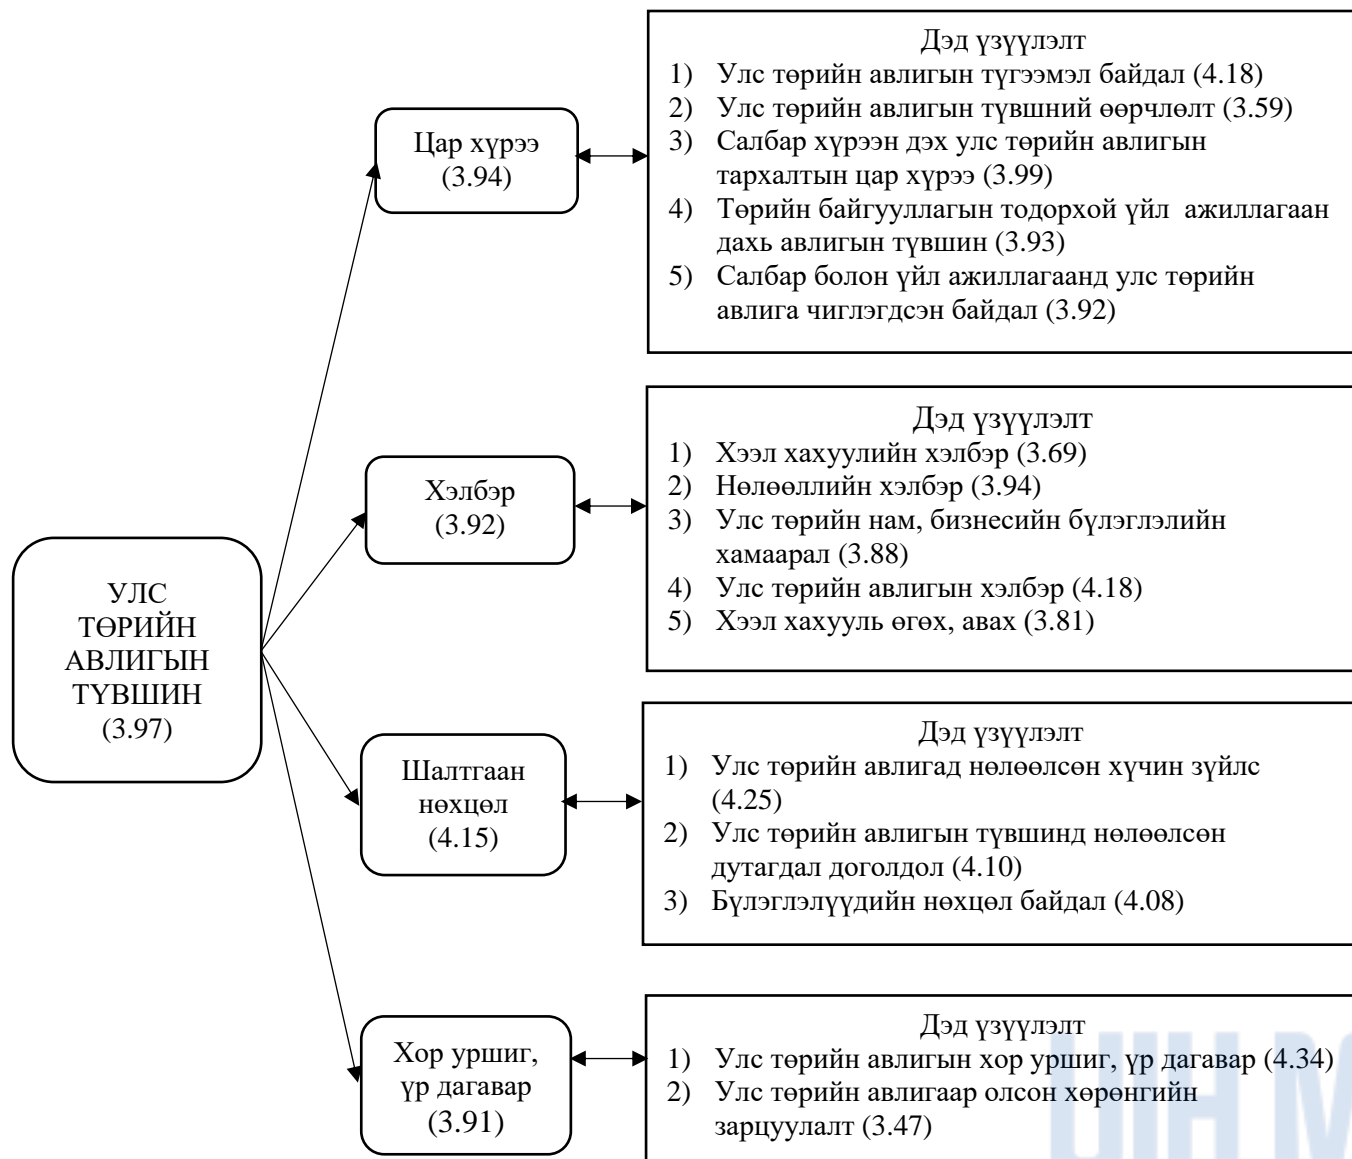 УЛС
ТӨРИЙН
АВЛИГЫН
ТҮВШИН
(3.97)
Цар хүрээ
(3.94)
Дэд үзүүлэлт
1) Улс төрийн авлигын түгээмэл байдал (4.18)
2) Улс төрийн авлигын түвшний өөрчлөлт (3.59)
3) Салбар хүрээн дэх улс төрийн авлигын
тархалтын цар хүрээ (3.99)
4) Төрийн байгууллагын тодорхой үйл ажиллагаан
дахь авлигын түвшин (3.93)
5) Салбар болон үйл ажиллагаанд улс төрийн
авлига чиглэгдсэн байдал (3.92)
Хэлбэр
(3.92)
Дэд үзүүлэлт
1) Хээл хахуулийн хэлбэр (3.69)
2) Нөлөөллийн хэлбэр (3.94)
3) Улс төрийн нам, бизнесийн бүлэглэлийн
хамаарал (3.88)
4) Улс төрийн авлигын хэлбэр (4.18)
5) Хээл хахууль өгөх, авах (3.81)
Шалтгаан
нөхцөл
(4.15)
Дэд үзүүлэлт
1) Улс төрийн авлигад нөлөөлсөн хүчин зүйлс
(4.25)
2) Улс төрийн авлигын түвшинд нөлөөлсөн
дутагдал доголдол (4.10)
3) Бүлэглэлүүдийн нөхцөл байдал (4.08)
Хор уршиг,
үр дагавар
(3.91)
Дэд үзүүлэлт
1) Улс төрийн авлигын хор уршиг, үр дагавар (4.34)
2) Улс төрийн авлигаар олсон хөрөнгийн
зарцуулалт (3.47)